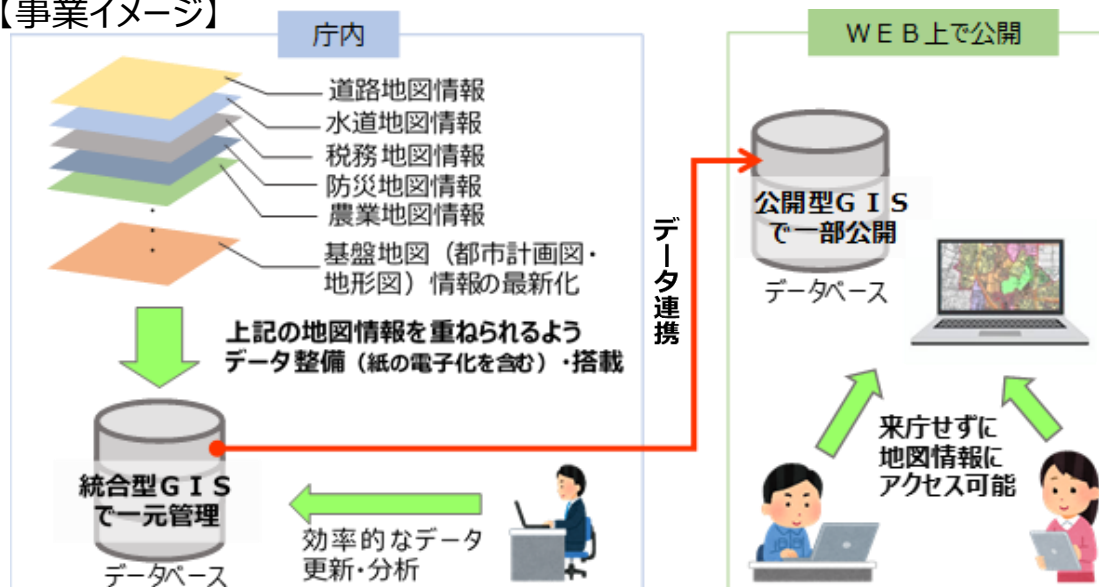 【事業イメージ】
庁内
道路地図情報
水道地図情報
税務地図情報
防災地図情報
農業地図情報
基盤地図（都市計画図・
地形図）情報の最新化
上記の地図情報を重ねられるよう
データ整備（紙の電子化を含む）・搭載
統合型ＧＩＳ
で一元管理
データベース
効率的なデータ
更新・分析
データ連携
ＷＥＢ上で公開
公開型ＧＩＳ
で一部公開
データベース
来庁せずに
地図情報に
アクセス可能